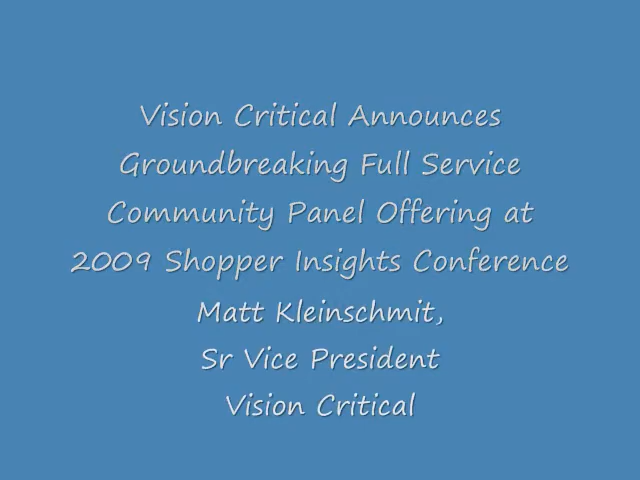 Vision Critical Announces
Groundbreaking Full Service
Community Panel Offering at
2009 Shopper Insights Conference
Matt Kleinschmit,
Sr Vice President
Vision Critical